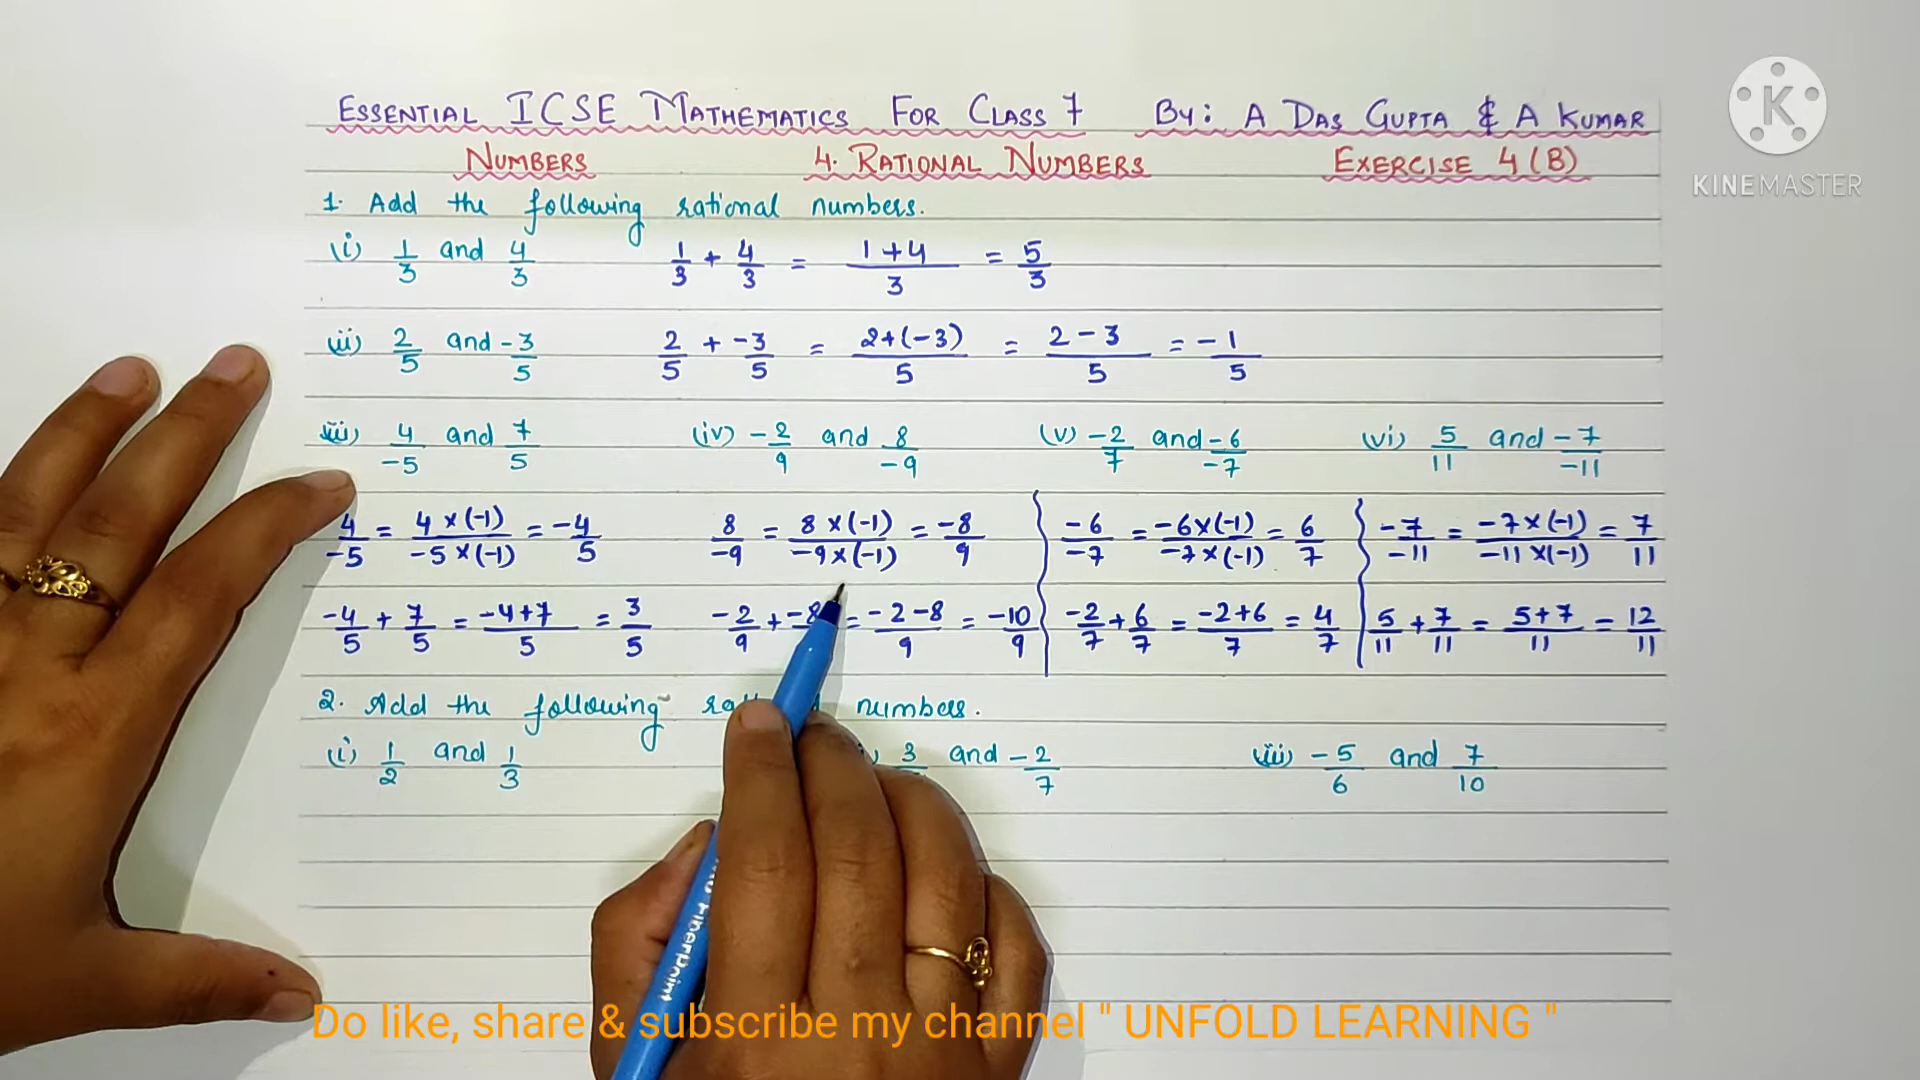 ESSENTIAL ICSE MATHEMATICS FOR CLASS 7 BY: A DAS GUPTA & A KUMAR
NUMBERS 4. RATIONAL NUMBERS EXERCISE 4(B)
KINEMASTER
1. Add the following rational numbers.
(i) 1/3 and 4/3 1/3 + 4/3 = (1+4)/3 = 5/3
(ii) 2/5 and -3/5 2/5 + -3/5 = (2+(-3))/5 = (2-3)/5 = -1/5
(iii) 4/-5 and 7/5 (iv) -2/9 and 8/-9 (v) -2/7 and -6/-7 (vi) 5/11 and -7/-11
4/-5 = (4×(-1))/(-5×(-1)) = -4/5 8/-9 = (8×(-1))/(-9×(-1)) = -8/9 -6/-7 = (-6×(-1))/(-7×(-1)) = 6/7 -7/-11 = (-7×(-1))/(-11×(-1)) = 7/11
-4/5 + 7/5 = (-4+7)/5 = 3/5 -2/9 + -8 = (-2-8)/9 = -10/9 -2/7 + 6/7 = (-2+6)/7 = 4/7 5/11 + 7/11 = (5+7)/11 = 12/11
2. Add the following numbers.
(i) 1/2 and 1/3 3 and -2/7 (iii) -5/6 and 7/10
FinerPoint
Do like, share & subscribe my channel " UNFOLD LEARNING "